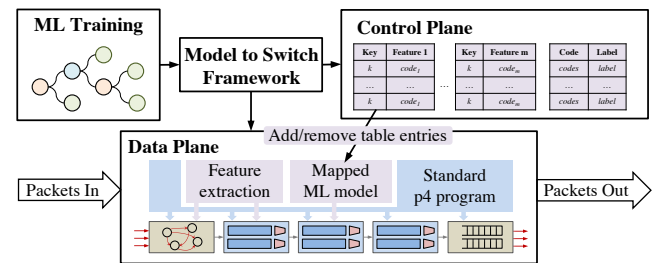 ML Training
Model to Switch
Framework
Control Plane
Key Feature 1
k code1
... ...
k code1
...
Key Feature m
k codem
... ...
k codem
Code Label
codes label
... ...
codes label
Add/remove table entries
Data Plane
Feature
extraction
Mapped
ML model
Standard
p4 program
Packets In
Packets Out